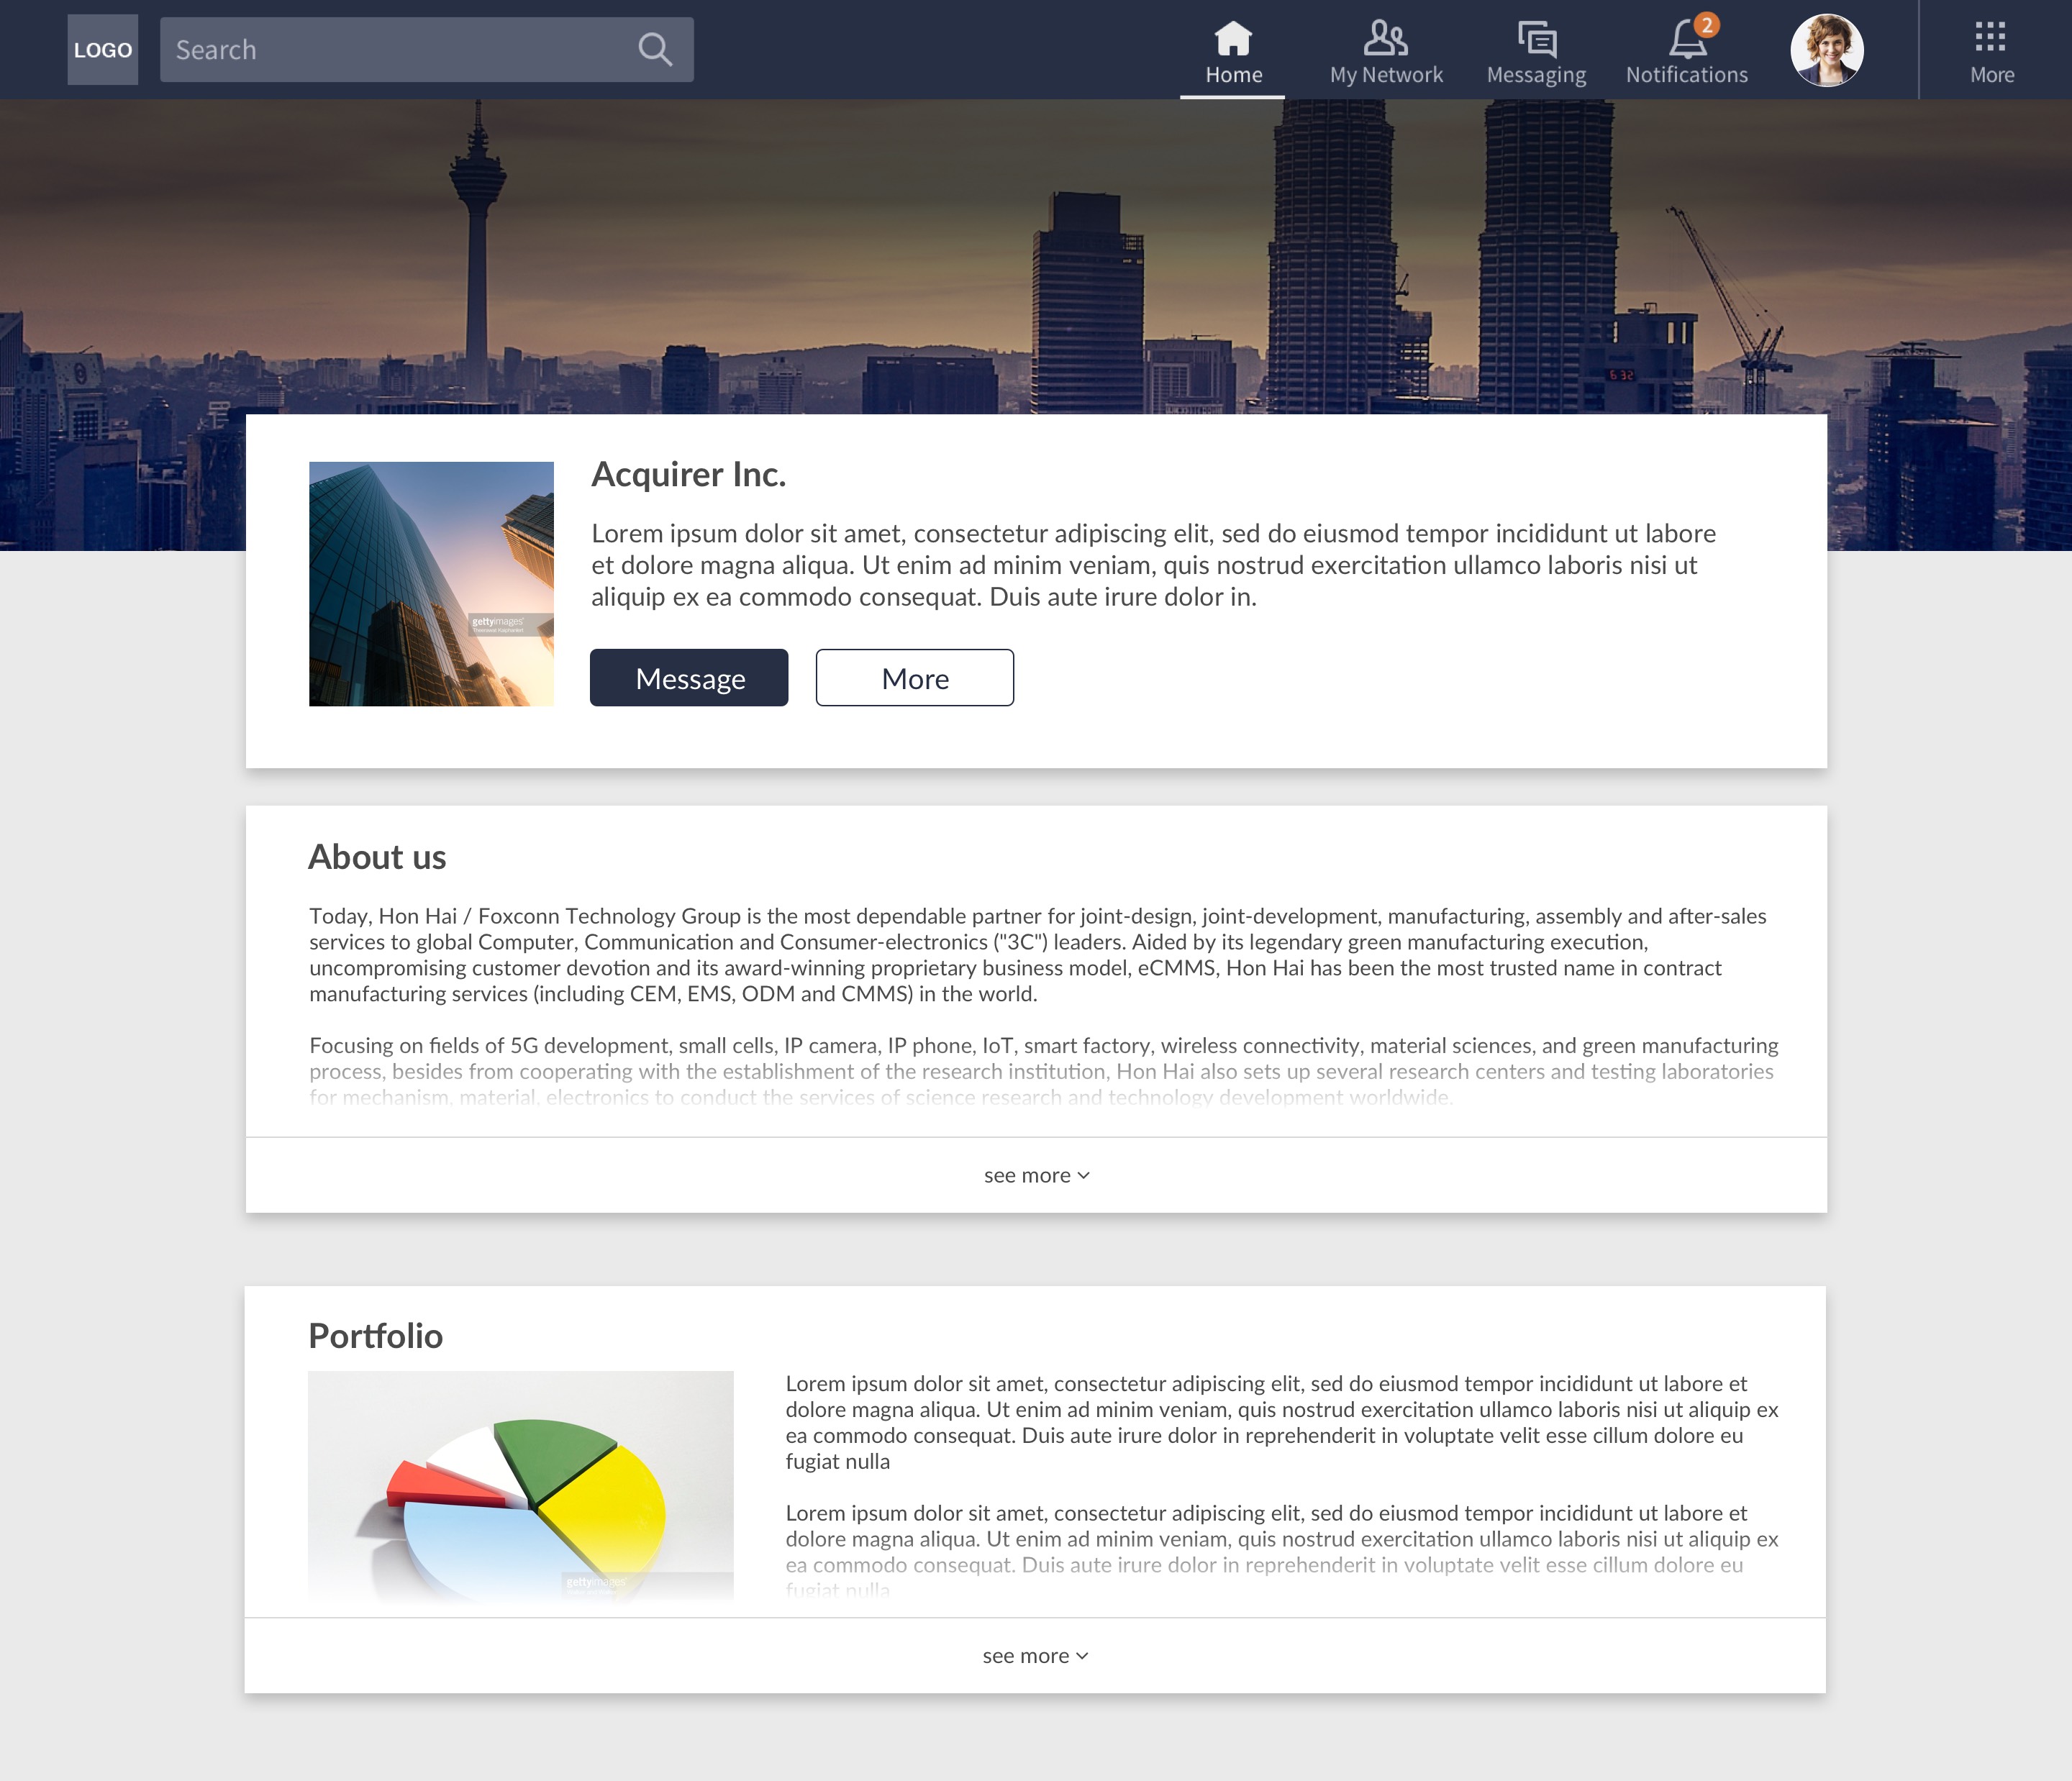 LOGO
Search
Home
My Network
Messaging
2
Notifications
More
6:32
Acquirer Inc.
Lorem ipsum dolor sit amet, consectetur adipiscing elit, sed do eiusmod tempor incididunt ut labore
et dolore magna aliqua. Ut enim ad minim veniam, quis nostrud exercitation ullamco laboris nisi ut
aliquip ex ea commodo consequat. Duis aute irure dolor in.
gettyimages
Message
More
About us
Today, Hon Hai / Foxconn Technology Group is the most dependable partner for joint-design, joint-development, manufacturing, assembly and after-sales
services to global Computer, Communication and Consumer-electronics ("3C") leaders. Aided by its legendary green manufacturing execution,
uncompromising customer devotion and its award-winning proprietary business model, eCMMS, Hon Hai has been the most trusted name in contract
manufacturing services (including CEM, EMS, ODM and CMMS) in the world.
Focusing on fields of 5G development, small cells, IP camera, IP phone, IoT, smart factory, wireless connectivity, material sciences, and green manufacturing
process, besides from cooperating with the establishment of the research institution, Hon Hai also sets up several research centers and testing laboratories
for mechanism, material, electronics to conduct the services of science research and technology development worldwide.
see more
Portfolio
Lorem ipsum dolor sit amet, consectetur adipiscing elit, sed do eiusmod tempor incididunt ut labore et
dolore magna aliqua. Ut enim ad minim veniam, quis nostrud exercitation ullamco laboris nisi ut aliquip ex
ea commodo consequat. Duis aute irure dolor in reprehenderit in voluptate velit esse cillum dolore eu
fugiat nulla
Lorem ipsum dolor sit amet, consectetur adipiscing elit, sed do eiusmod tempor incididunt ut labore et
dolore magna aliqua. Ut enim ad minim veniam, quis nostrud exercitation ullamco laboris nisi ut aliquip ex
ea commodo consequat. Duis aute irure dolor in reprehenderit in voluptate velit esse cillum dolore eu
fugiat nulla
gettyimages
see more